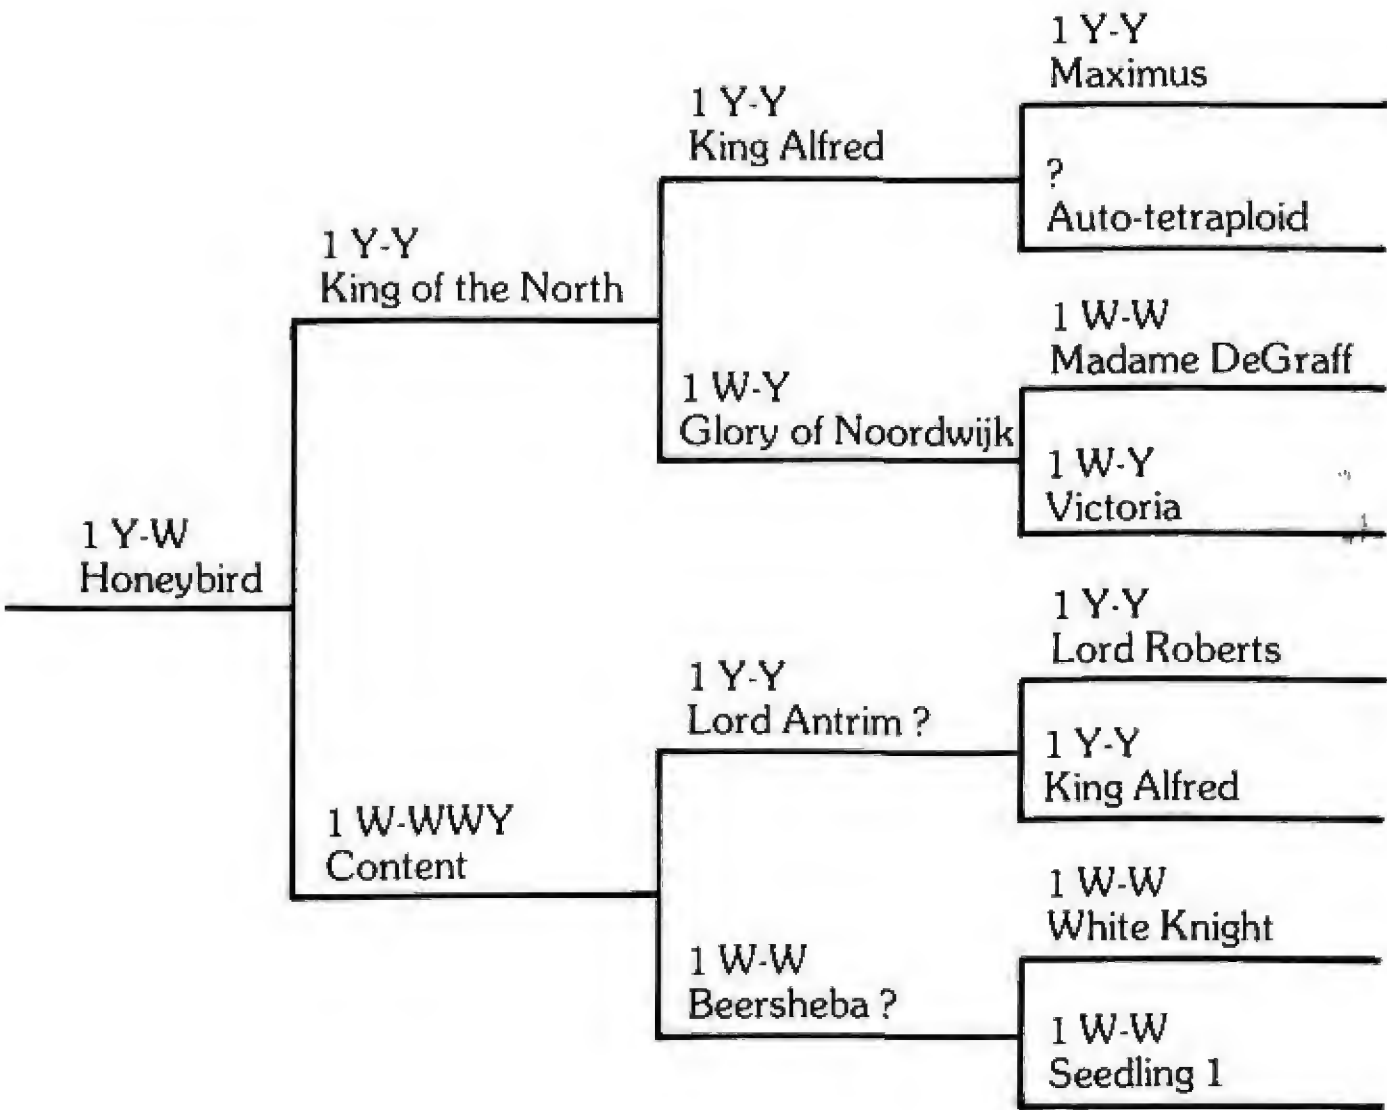 1 Y-Y
Maximus
1 Y-Y
King Alfred
?
Auto-tetraploid
1 Y-Y
King of the North
1 W-W
Madame DeGraff
1 W-Y
Glory of Noordwijk
1 W-Y
Victoria
1 Y-W
Honeybird
1 Y-Y
Lord Roberts
1 Y-Y
Lord Antrim ?
1 Y-Y
King Alfred
1 W-WWY
Content
1 W-W
White Knight
1 W-W
Beersheba ?
1 W-W
Seedling 1